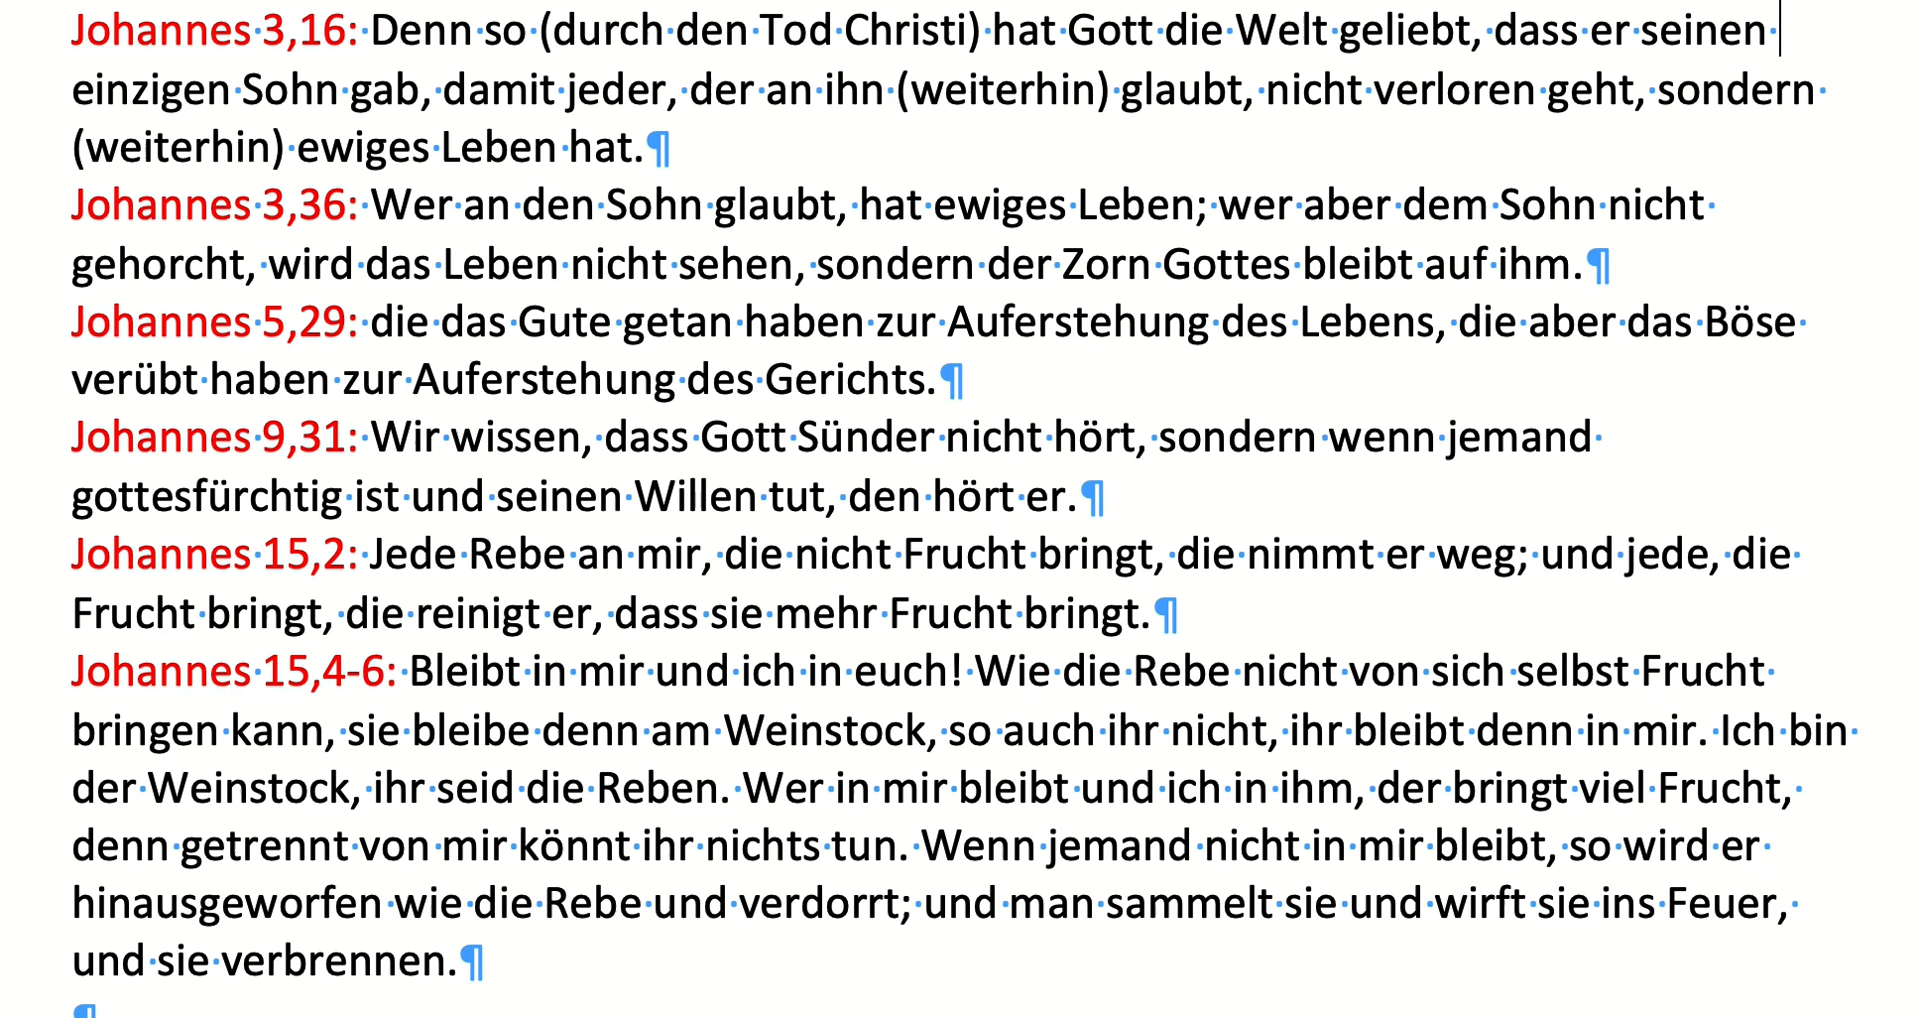 Johannes 3,16: Denn so (durch den Tod Christi) hat Gott die Welt geliebt, dass er seinen
einzigen Sohn gab, damit jeder, der an ihn (weiterhin) glaubt, nicht verloren geht, sondern
(weiterhin) ewiges Leben hat.¶
Johannes 3,36: Wer an den Sohn glaubt, hat ewiges Leben; wer aber dem Sohn nicht
gehorcht, wird das Leben nicht sehen, sondern der Zorn Gottes bleibt auf ihm.¶
Johannes 5,29: die das Gute getan haben zur Auferstehung des Lebens, die aber das Böse
verübt haben zur Auferstehung des Gerichts.¶
Johannes 9,31: Wir wissen, dass Gott Sünder nicht hört, sondern wenn jemand
gottesfürchtig ist und seinen Willen tut, den hört er.¶
Johannes 15,2: Jede Rebe an mir, die nicht Frucht bringt, die nimmt er weg; und jede, die
Frucht bringt, die reinigt er, dass sie mehr Frucht bringt.¶
Johannes 15,4-6: Bleibt in mir und ich in euch! Wie die Rebe nicht von sich selbst Frucht
bringen kann, sie bleibe denn am Weinstock, so auch ihr nicht, ihr bleibt denn in mir. Ich bin
der Weinstock, ihr seid die Reben. Wer in mir bleibt und ich in ihm, der bringt viel Frucht,
denn getrennt von mir könnt ihr nichts tun. Wenn jemand nicht in mir bleibt, so wird er
hinausgeworfen wie die Rebe und verdorrt; und man sammelt sie und wirft sie ins Feuer,
und sie verbrennen.¶
¶